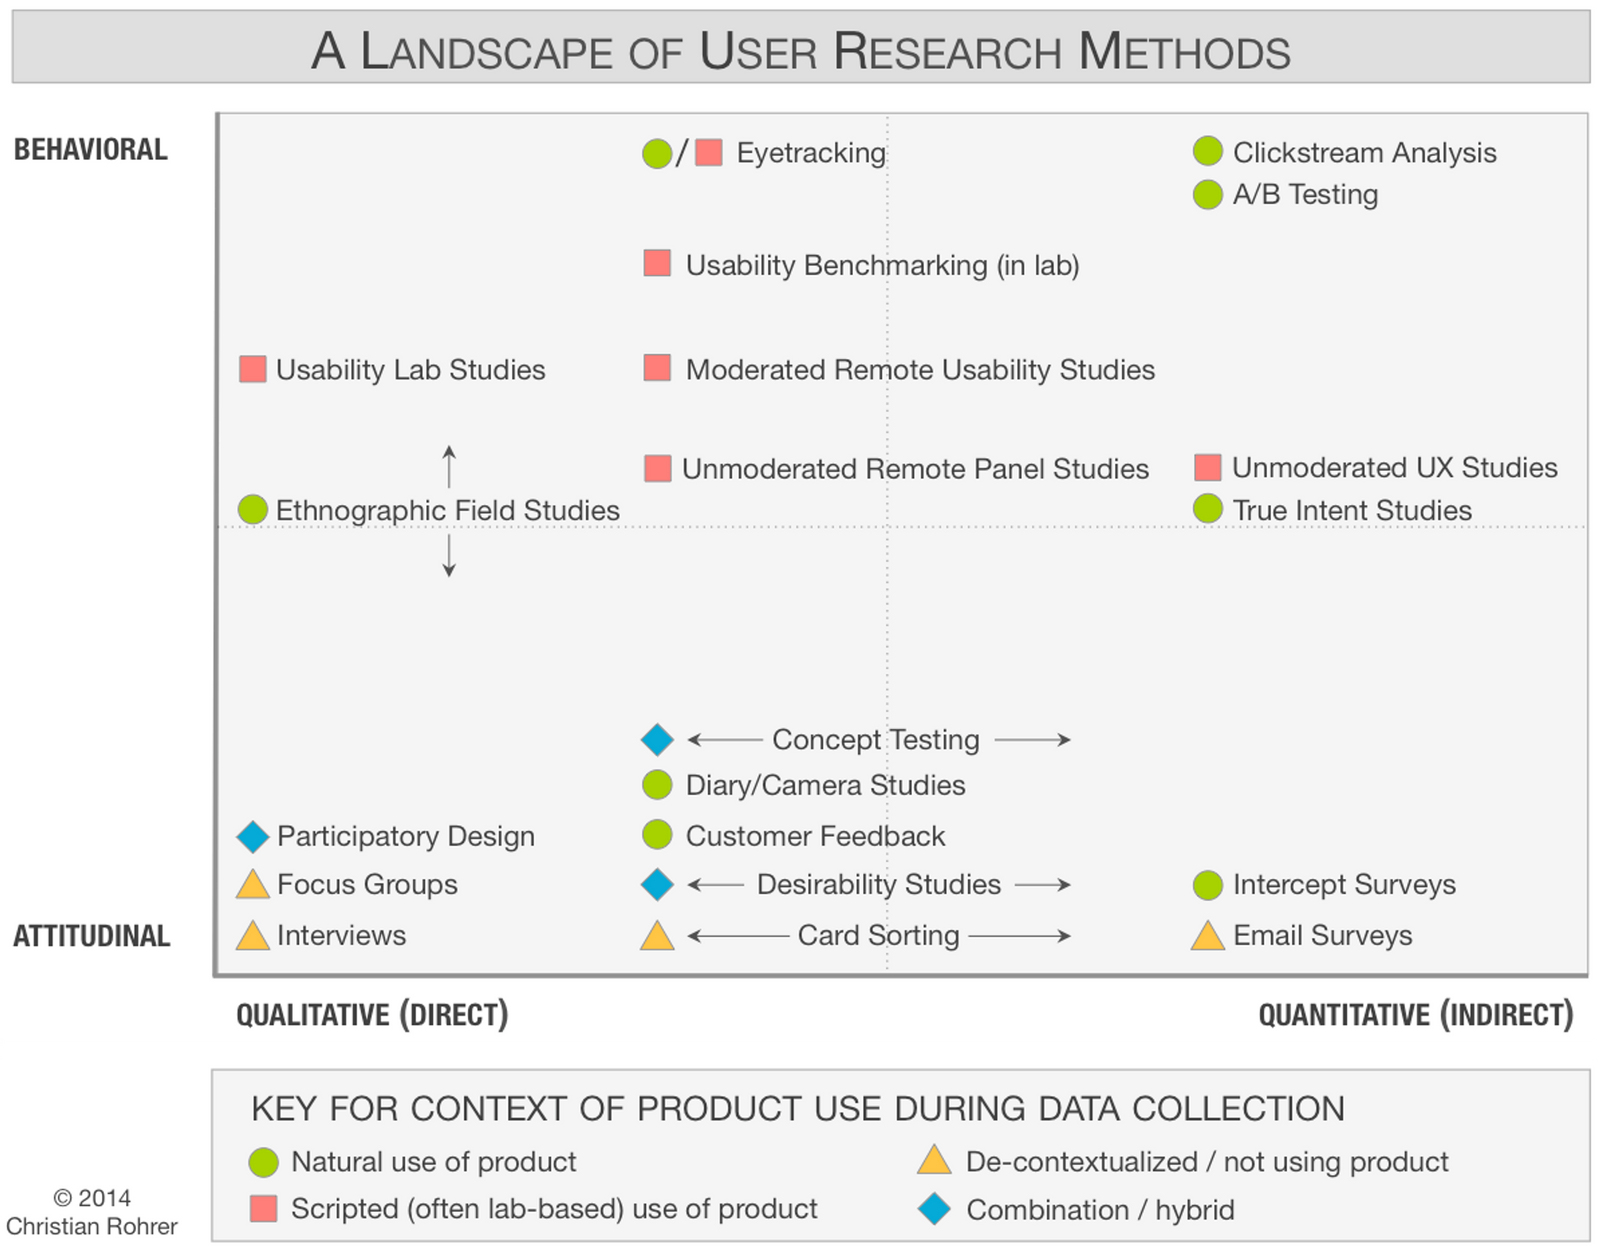 A Landscape of User Research Methods
BEHAVIORAL
/ Eyetracking
Clickstream Analysis
A/B Testing
Usability Benchmarking (in lab)
Usability Lab Studies
Moderated Remote Usability Studies
Unmoderated Remote Panel Studies
Unmoderated UX Studies
Ethnographic Field Studies
True Intent Studies
Concept Testing
Diary/Camera Studies
Participatory Design
Customer Feedback
Focus Groups
Desirability Studies
Intercept Surveys
ATTITUDINAL
Interviews
Card Sorting
Email Surveys
QUALITATIVE (DIRECT)
QUANTITATIVE (INDIRECT)
KEY FOR CONTEXT OF PRODUCT USE DURING DATA COLLECTION
Natural use of product
De-contextualized / not using product
Scripted (often lab-based) use of product
Combination / hybrid
© 2014
Christian Rohrer